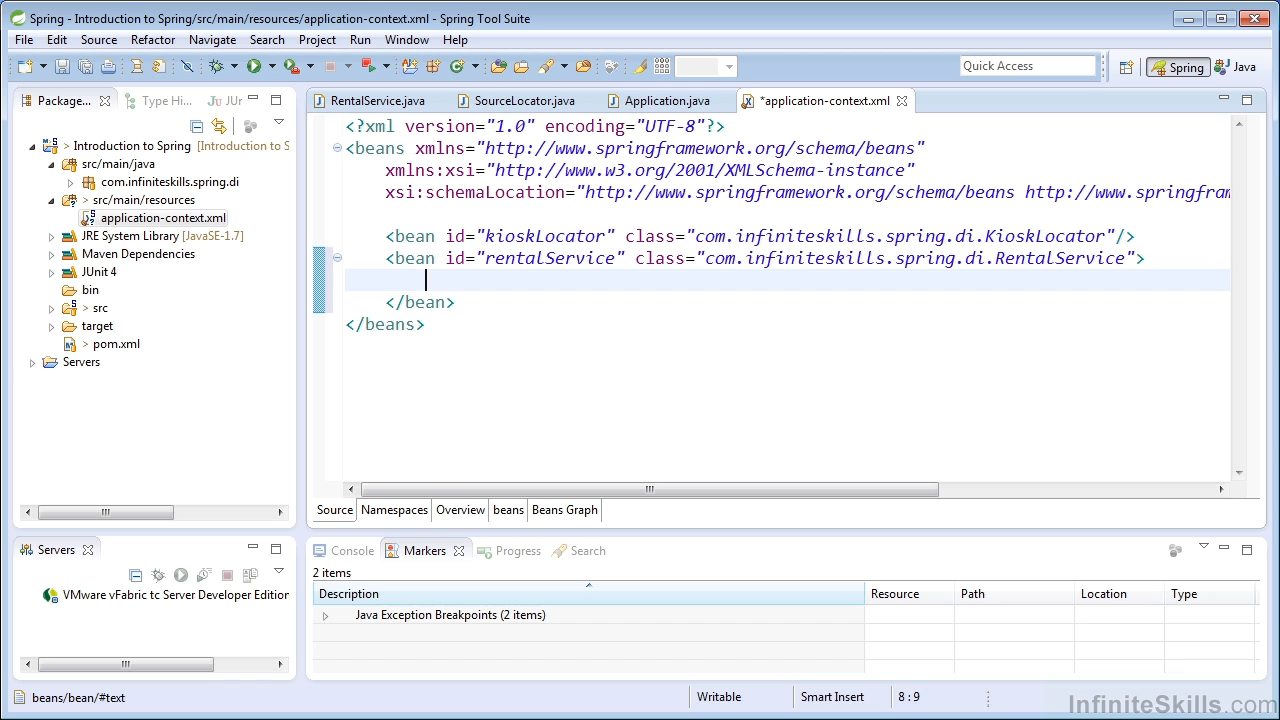 Spring - Introduction to Spring/src/main/resources/application-context.xml - Spring Tool Suite
File Edit Source Refactor Navigate Search Project Run Window Help
Quick Access
Spring
Java
Package...
Type Hi...
JUr
> Introduction to Spring [Introduction to S
src/main/java
com.infiniteskills.spring.di
> src/main/resources
application-context.xml
JRE System Library [JavaSE-1.7]
Maven Dependencies
JUnit 4
bin
> src
target
> pom.xml
Servers
RentalService.java
SourceLocator.java
Application.java
*application-context.xml
<?xml version="1.0" encoding="UTF-8"?>
<beans xmlns="http://www.springframework.org/schema/beans"
xmlns:xsi="http://www.w3.org/2001/XMLSchema-instance"
xsi:schemaLocation="http://www.springframework.org/schema/beans http://www.springfram
<bean id="kioskLocator" class="com.infiniteskills.spring.di.KioskLocator"/>
<bean id="rentalService" class="com.infiniteskills.spring.di.RentalService">
</bean>
</beans>
Source Namespaces Overview beans Beans Graph
Servers
VMware vFabric tc Server Developer Edition
Console Markers Progress Search
2 items
Description Resource Path Location Type
Java Exception Breakpoints (2 items)
beans/bean/#text
Writable
Smart Insert
8 : 9
InfiniteSkills.com